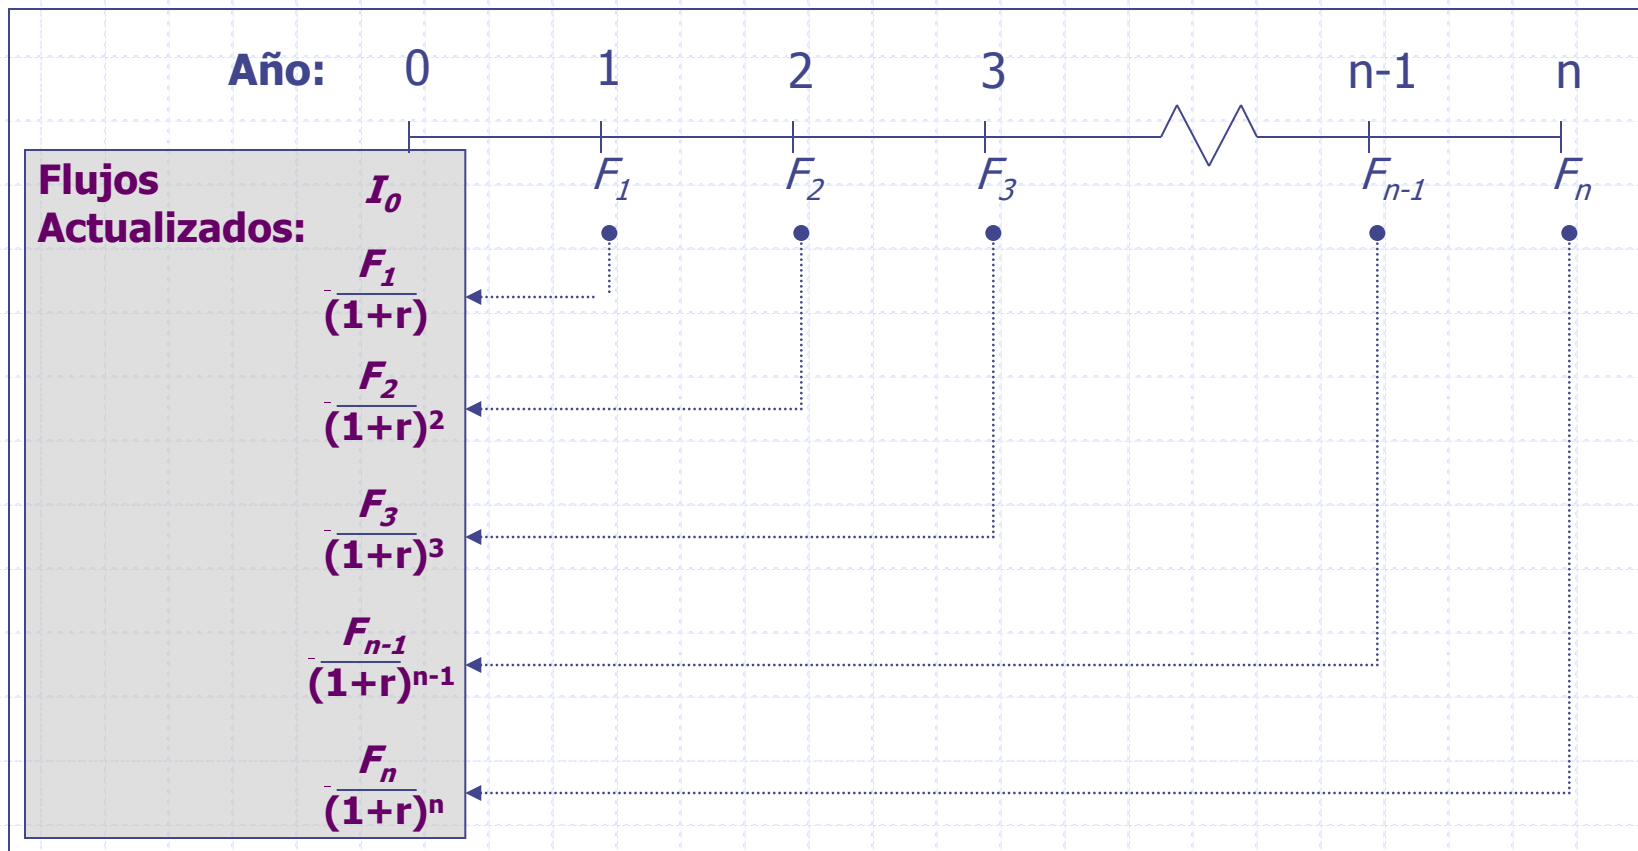 Año: 0 1 2 3 n-1 n
Flujos
Actualizados:
I₀ F₁ F₂ F₃ Fₙ₋₁ Fₙ
F₁
(1+r)
F₂
(1+r)²
F₃
(1+r)³
Fₙ₋₁
(1+r)ⁿ⁻¹
Fₙ
(1+r)ⁿ